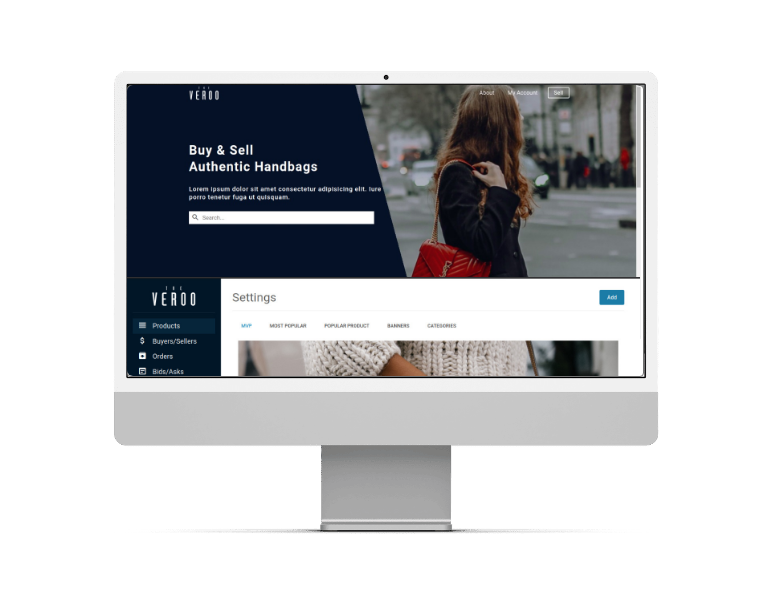 THE
VEROO
About My Account Sell
Buy & Sell
Authentic Handbags
Lorem ipsum dolor sit amet consectetur adipisicing elit. Iure
porro tenetur fuga ut quisquam.
Search...
THE
VEROO
Settings
Add
MVP MOST POPULAR POPULAR PRODUCT BANNERS CATEGORIES
Products
Buyers/Sellers
Orders
Bids/Asks